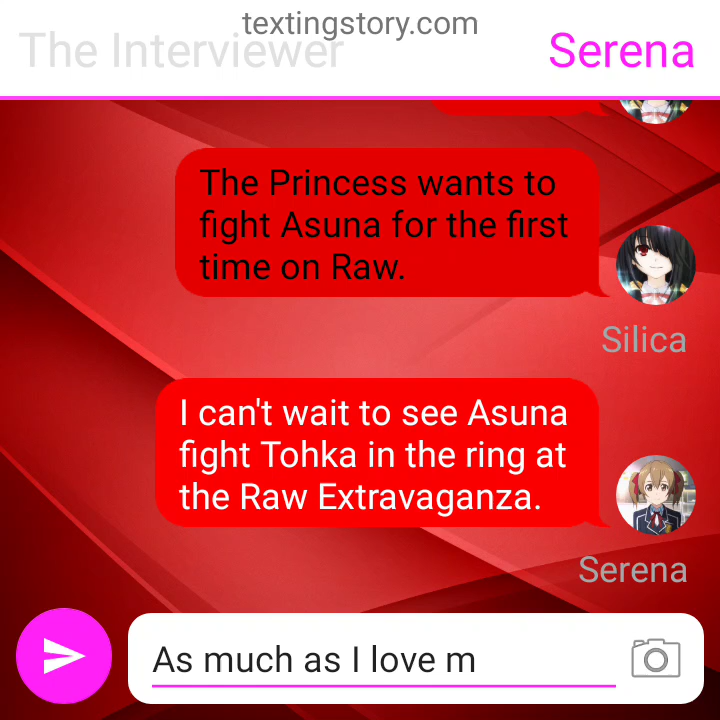 textingstory.com
The Interviewer
Serena
The Princess wants to
fight Asuna for the first
time on Raw.
Silica
I can't wait to see Asuna
fight Tohka in the ring at
the Raw Extravaganza.
Serena
As much as I love m